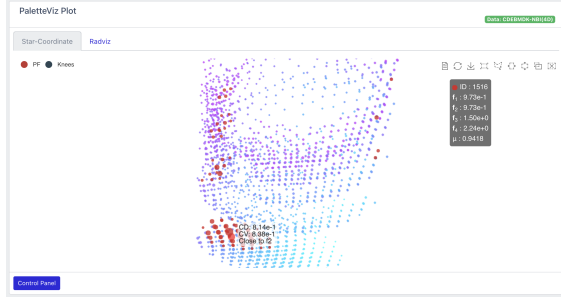 PaletteViz Plot
Data: CDEBMDK-NBI(4D)
Star-Coordinate
Radviz
PF
Knees
ID : 1516
f₁ : 9.73e-1
f₂ : 9.73e-1
f₃ : 1.50e+0
f₄ : 2.24e+0
μ : 0.9418
CD: 8.14e-1
CV: 8.38e-1
Close to f2
Control Panel